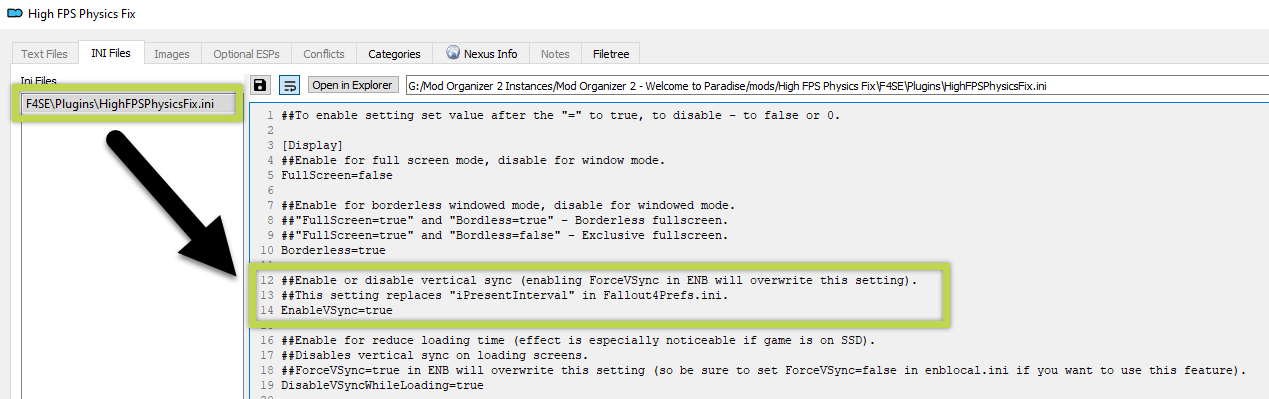 High FPS Physics Fix
Text Files
INI Files
Images
Optional ESPs
Conflicts
Categories
Nexus Info
Notes
Filetree
Ini Files
F4SE\Plugins\HighFPSPhysicsFix.ini
Open in Explorer
G:/Mod Organizer 2 Instances/Mod Organizer 2 - Welcome to Paradise/mods/High FPS Physics Fix\F4SE\Plugins\HighFPSPhysicsFix.ini
1 ##To enable setting set value after the "=" to true, to disable - to false or 0.
2
3 [Display]
4 ##Enable for full screen mode, disable for window mode.
5 FullScreen=false
6
7 ##Enable for borderless windowed mode, disable for windowed mode.
8 ##"FullScreen=true" and "Bordless=true" - Borderless fullscreen.
9 ##"FullScreen=true" and "Bordless=false" - Exclusive fullscreen.
10 Borderless=true
12 ##Enable or disable vertical sync (enabling ForceVSync in ENB will overwrite this setting).
13 ##This setting replaces "iPresentInterval" in Fallout4Prefs.ini.
14 EnableVSync=true
16 ##Enable for reduce loading time (effect is especially noticeable if game is on SSD).
17 ##Disables vertical sync on loading screens.
18 ##ForceVSync=true in ENB will overwrite this setting (so be sure to set ForceVSync=false in enblocal.ini if you want to use this feature).
19 DisableVSyncWhileLoading=true